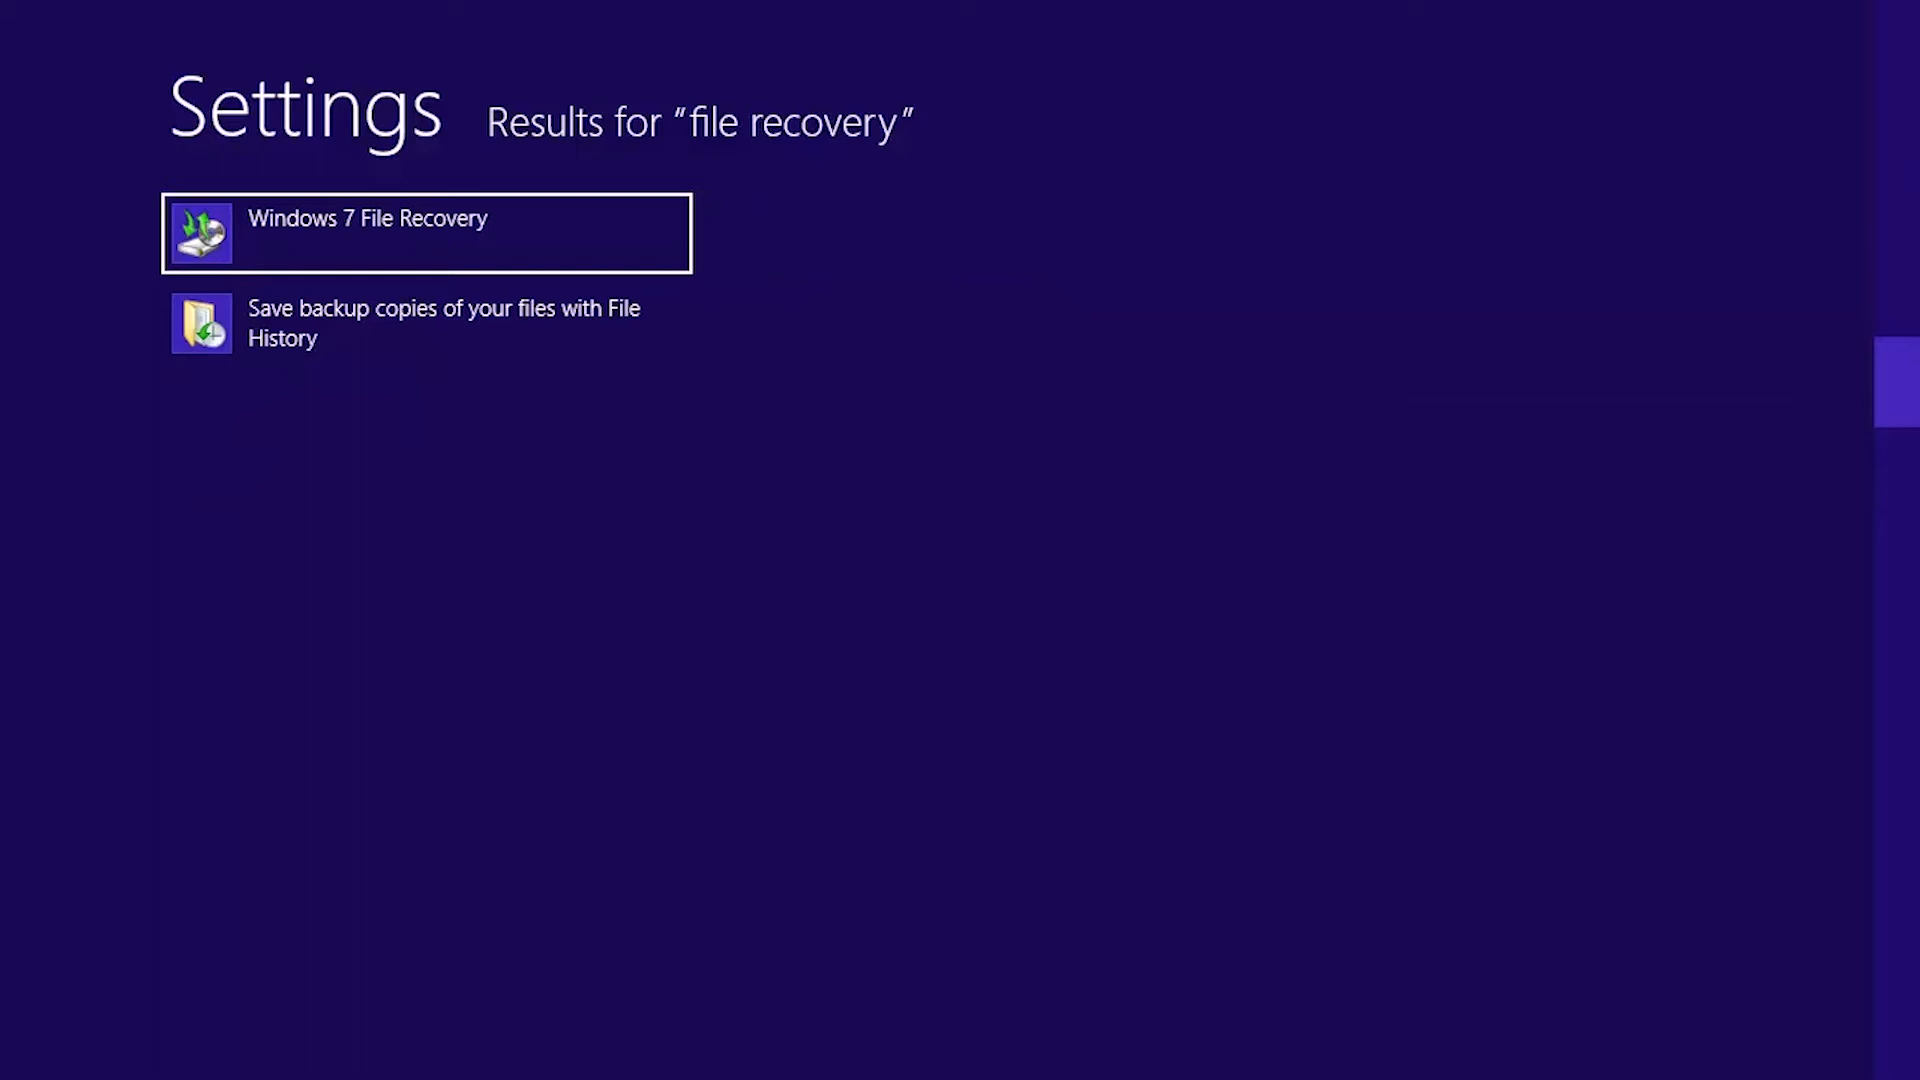 Settings Results for "file recovery"
Windows 7 File Recovery
Save backup copies of your files with File
History